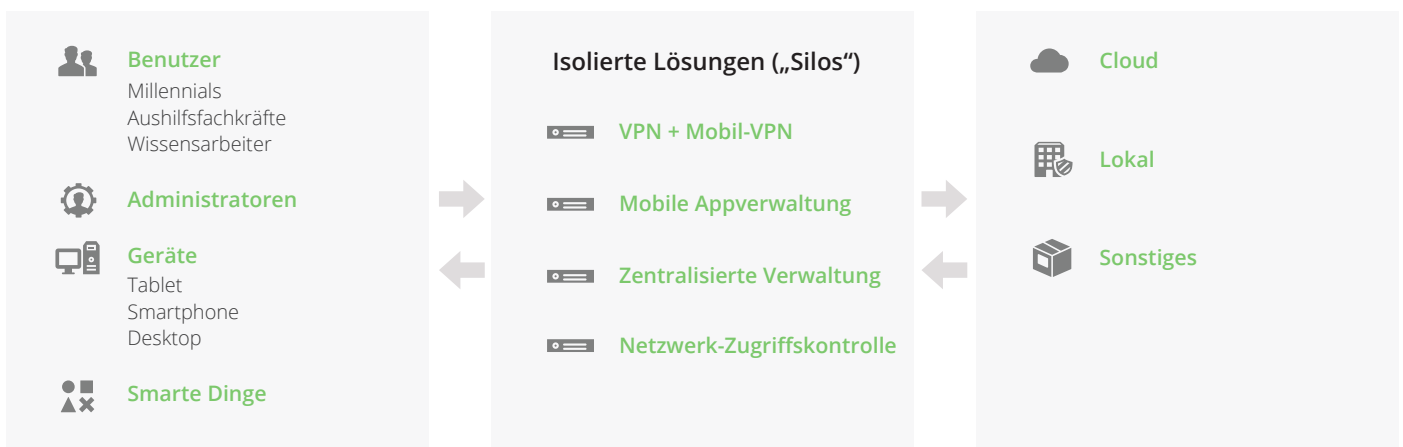 Benutzer
Millennials
Aushilfsfachkräfte
Wissensarbeiter
Administratoren
Geräte
Tablet
Smartphone
Desktop
Smarte Dinge
Isolierte Lösungen („Silos“)
VPN + Mobil-VPN
Mobile Appverwaltung
Zentralisierte Verwaltung
Netzwerk-Zugriffskontrolle
Cloud
Lokal
Sonstiges